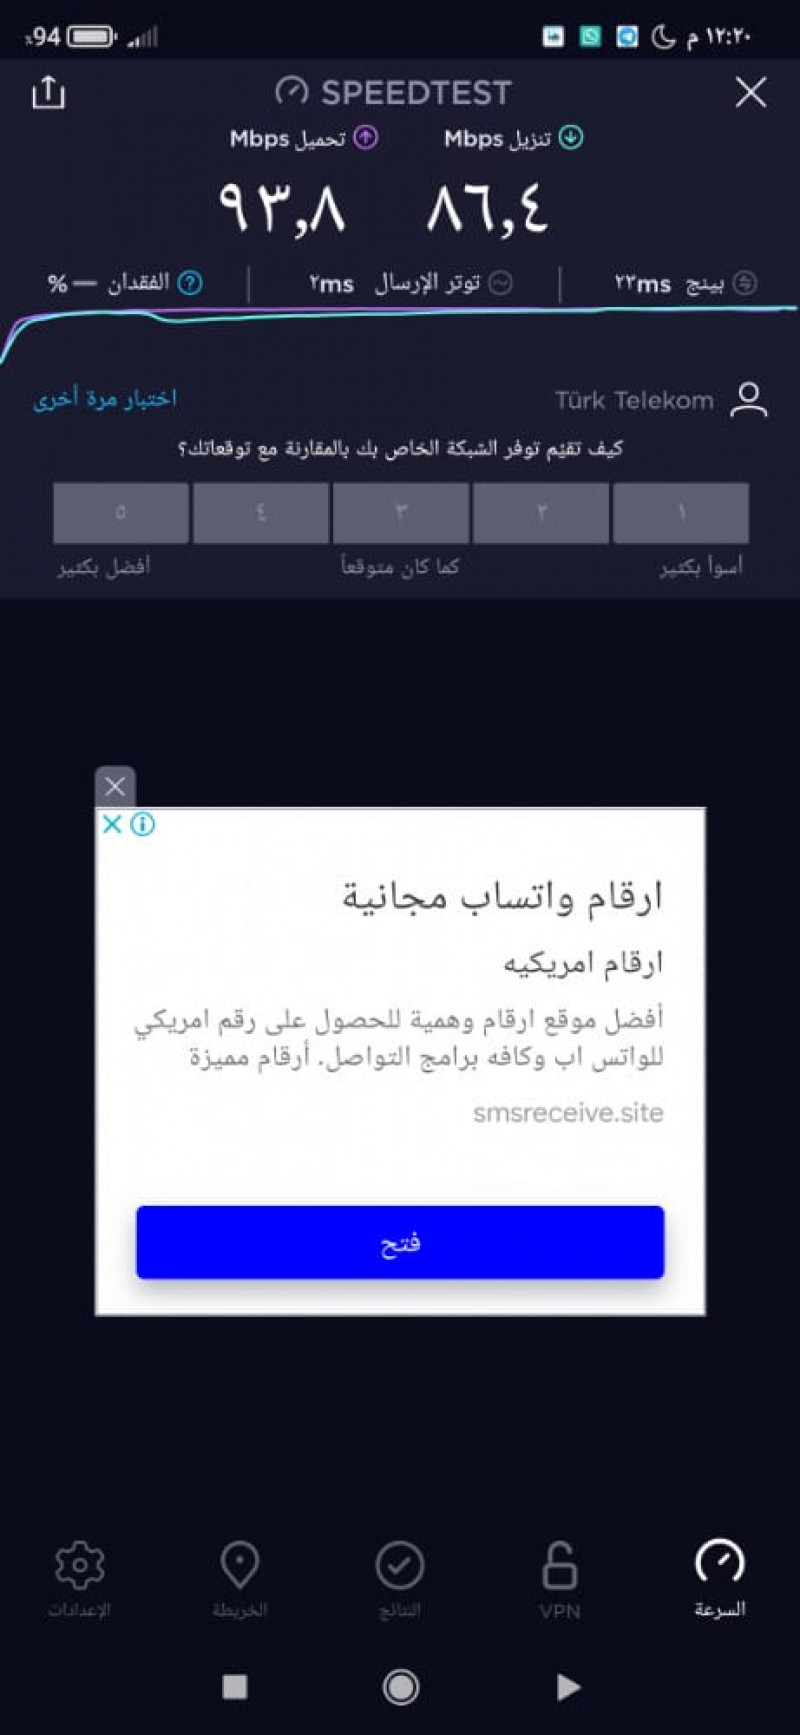 ١٢:٢٠ م
94٪
SPEEDTEST
تنزيل Mbps
تحميل Mbps
٨٦,٤
٩٣,٨
بينج ٢٣ms
توتر الإرسال ٢ms
الفقدان — %
Türk Telekom
اختبار مرة أخرى
كيف تقيّم توفر الشبكة الخاص بك بالمقارنة مع توقعاتك؟
١ ٢ ٣ ٤ ٥
أسوأ بكثير
كما كان متوقعاً
أفضل بكثير
ارقام واتساب مجانية
ارقام امريكيه
أفضل موقع ارقام وهمية للحصول على رقم امريكي
للواتس اب وكافه برامج التواصل. أرقام مميزة
smsreceive.site
فتح
السرعة
VPN
النتائج
الخريطة
الإعدادات